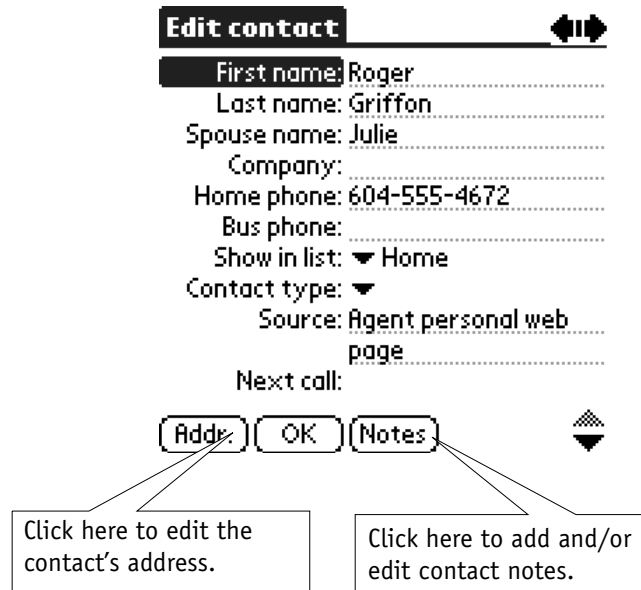 Edit contact
First name: Roger
Last name: Griffon
Spouse name: Julie
Company:
Home phone: 604-555-4672
Bus phone:
Show in list: Home
Contact type:
Source: Agent personal web
page
Next call:
Addr. OK Notes
Click here to edit the
contact's address.
Click here to add and/or
edit contact notes.